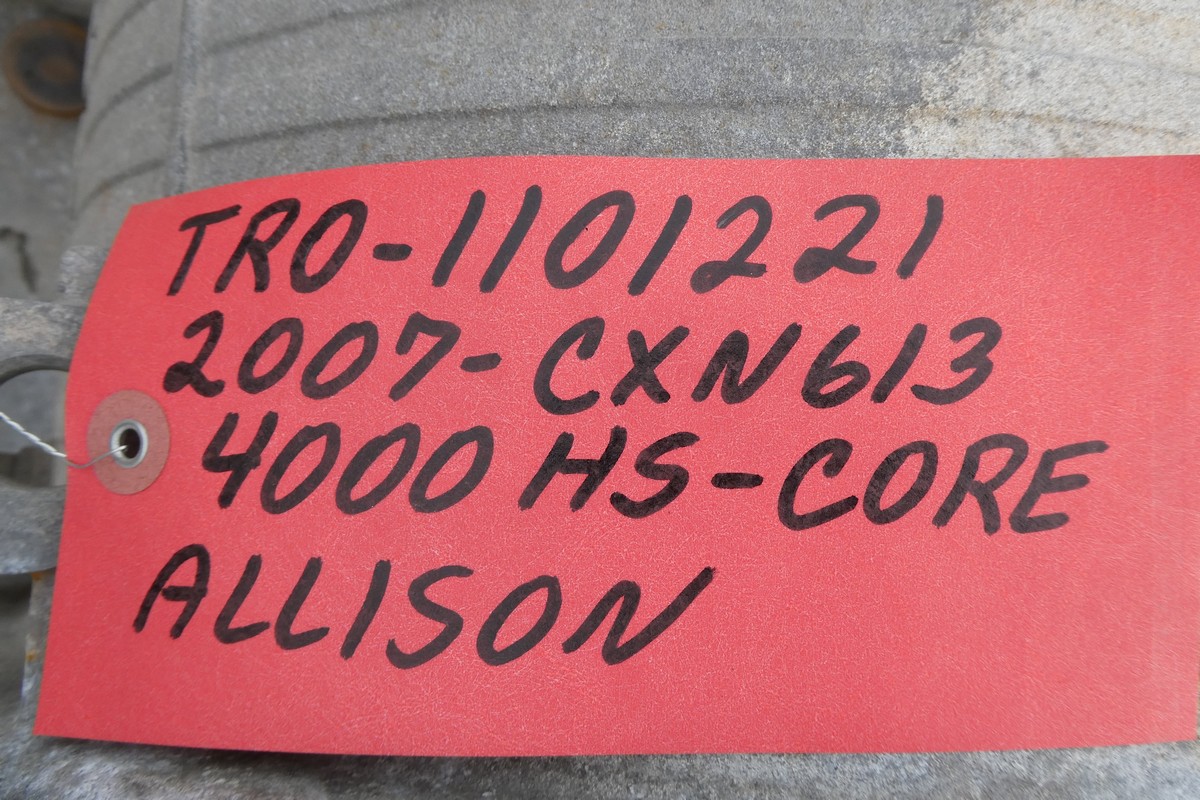 TRO-1101221
2007-CXN613
4000 HS-CORE
ALLISON